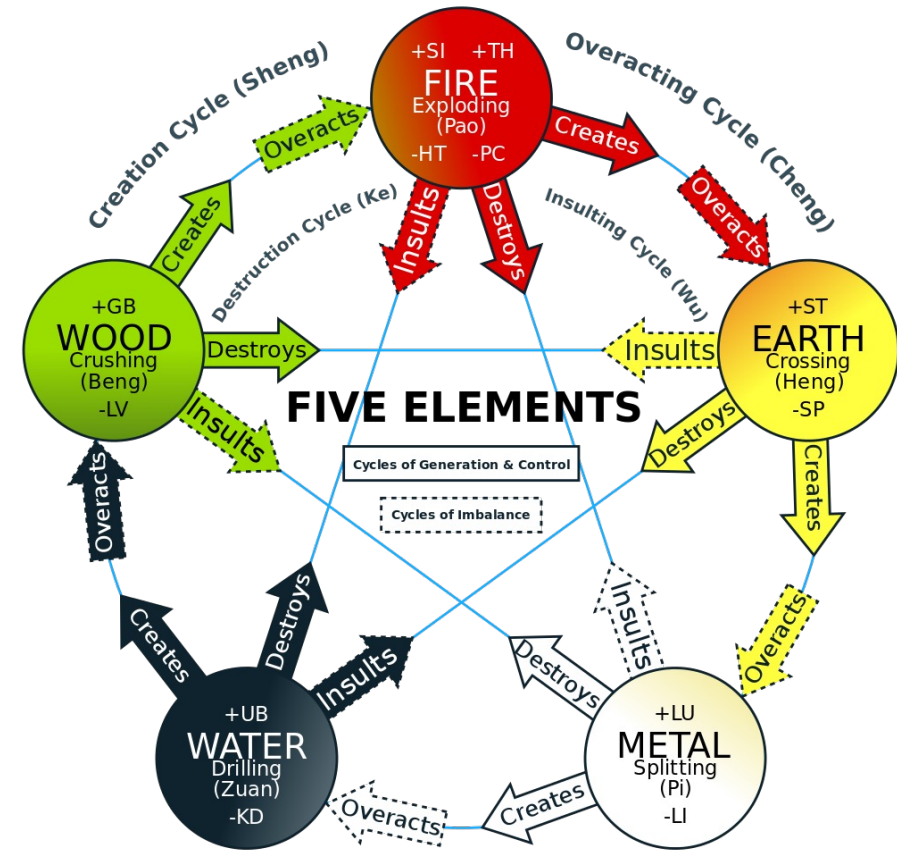 Creation Cycle (Sheng)
Overacting Cycle (Cheng)
Destruction Cycle (Ke)
Insulting Cycle (Wu)
+SI +TH
FIRE
Exploding
(Pao)
-HT -PC
Creates
Overacts
Insults
Destroys
+GB
WOOD
Crushing
(Beng)
-LV
Creates
Overacts
Destroys
Insults
+ST
EARTH
Crossing
(Heng)
-SP
Insults
Destroys
Creates
Overacts
FIVE ELEMENTS
Cycles of Generation & Control
Cycles of Imbalance
+UB
WATER
Drilling
(Zuan)
-KD
Overacts
Creates
Destroys
Insults
+LU
METAL
Splitting
(Pi)
-LI
Insults
Destroys
Creates
Overacts